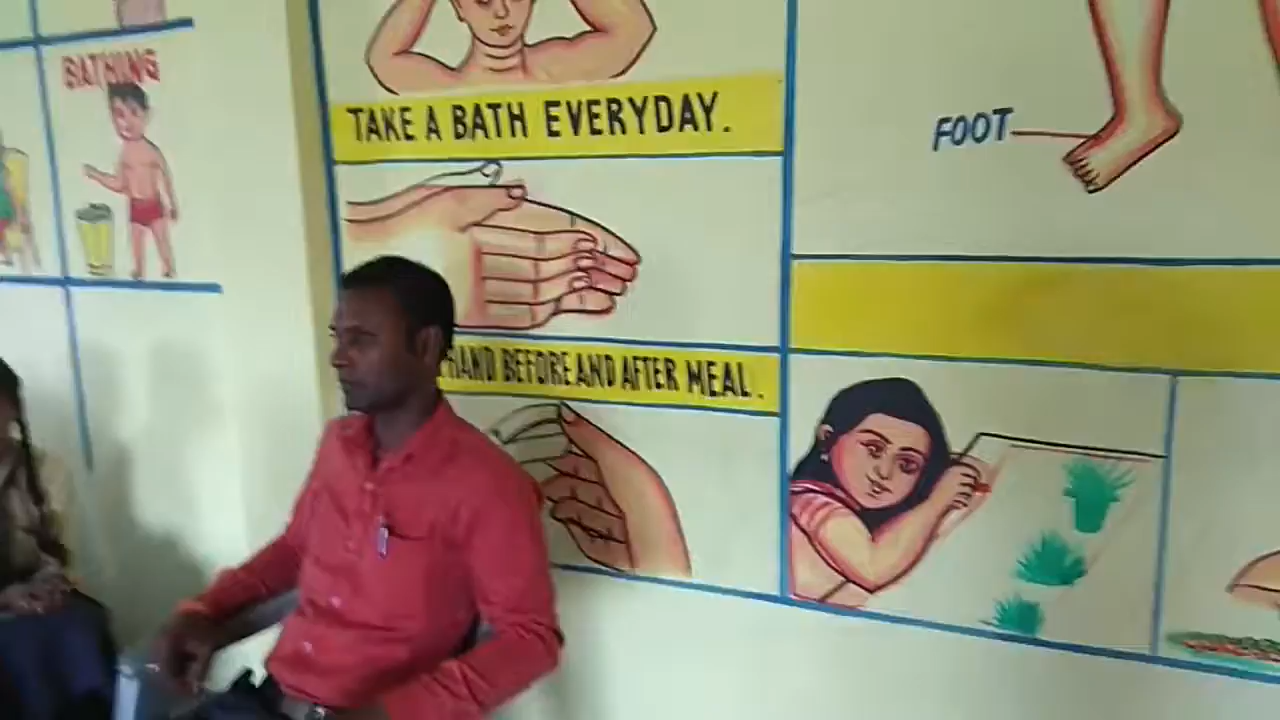 BATHING
TAKE A BATH EVERYDAY.
FOOT
HAND BEFORE AND AFTER MEAL.